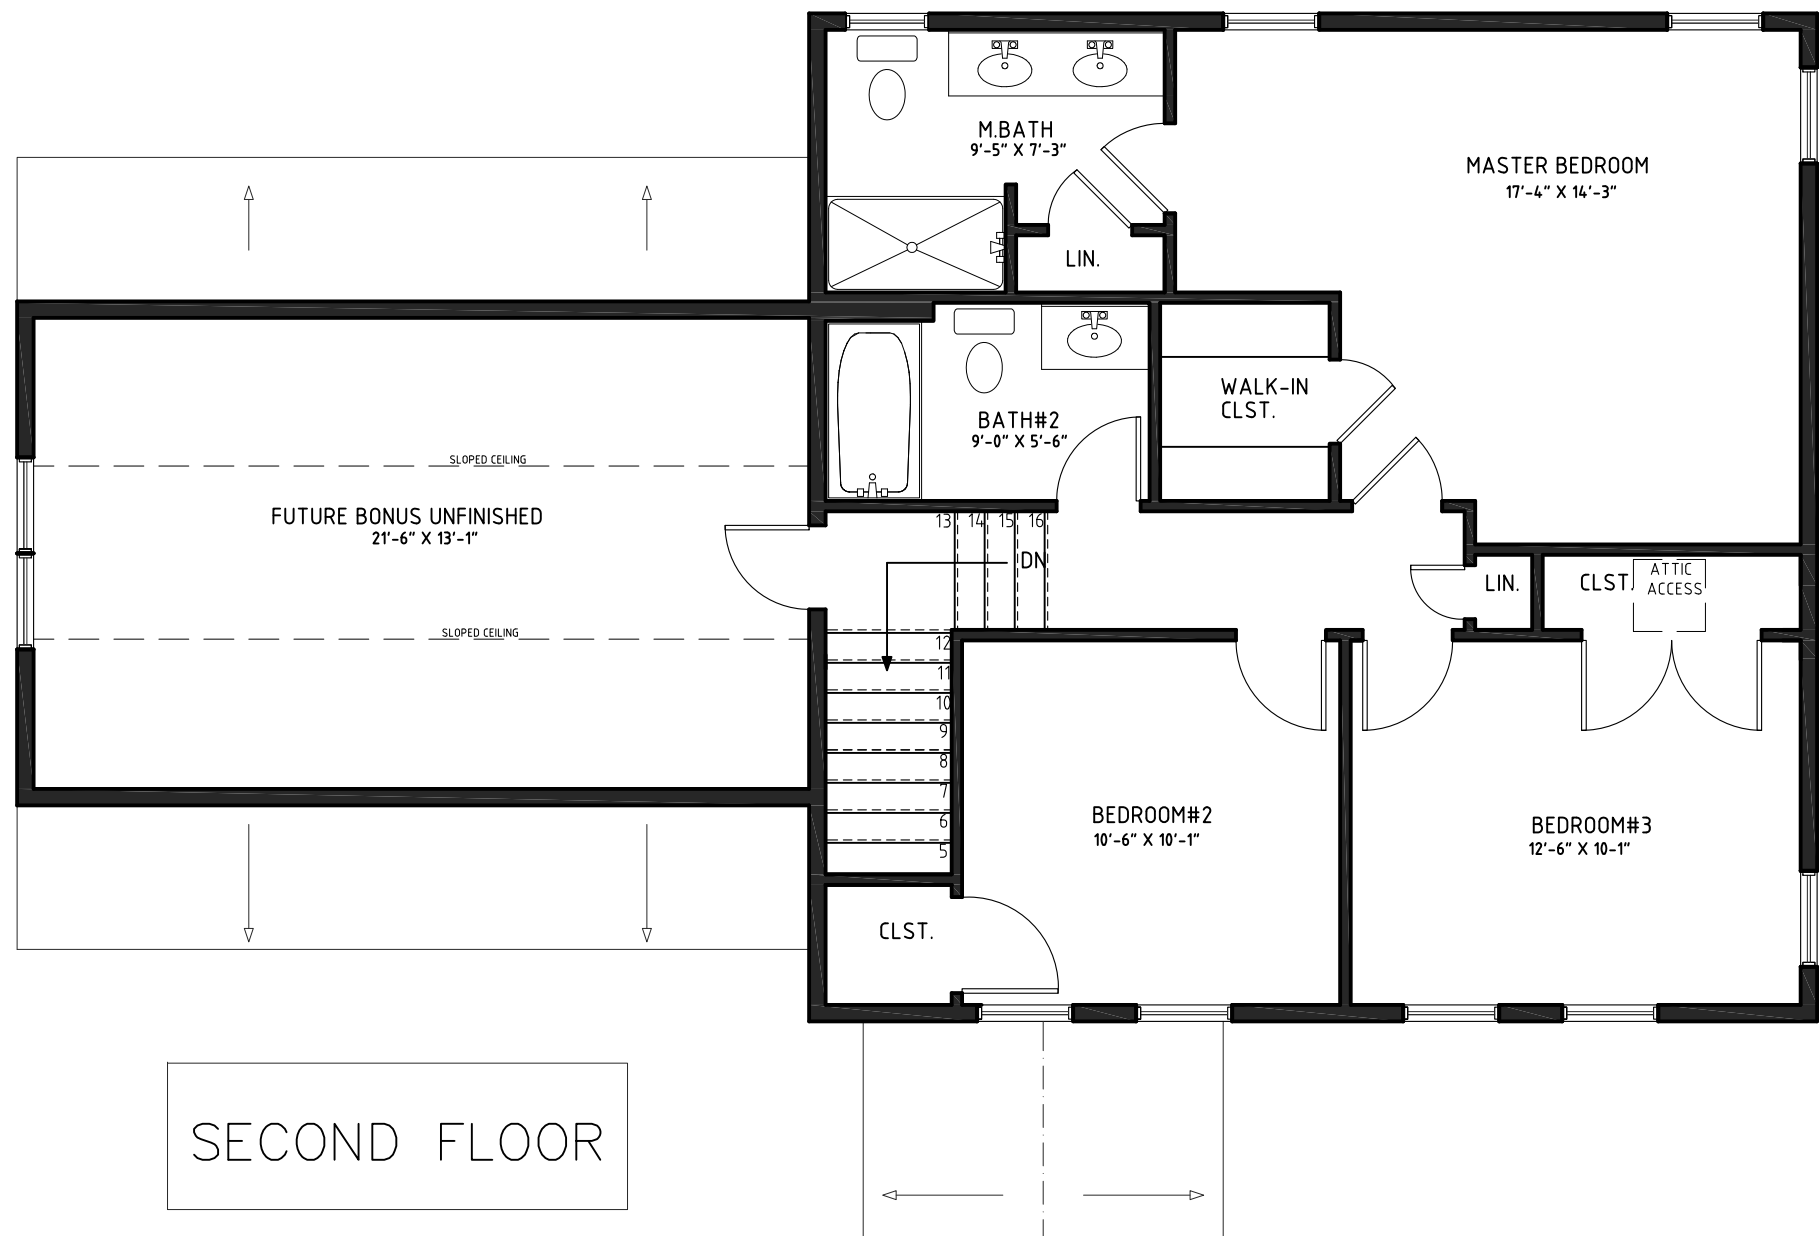 M.BATH
9'-5" X 7'-3"
MASTER BEDROOM
17'-4" X 14'-3"
LIN.
WALK-IN
CLST.
BATH#2
9'-0" X 5'-6"
SLOPED CEILING
FUTURE BONUS UNFINISHED
21'-6" X 13'-1"
13 14 15 16
DN
LIN.
CLST.
ATTIC
ACCESS
SLOPED CEILING
12
11
10
9
8
7
6
5
BEDROOM#2
10'-6" X 10'-1"
BEDROOM#3
12'-6" X 10-1"
CLST.
SECOND FLOOR